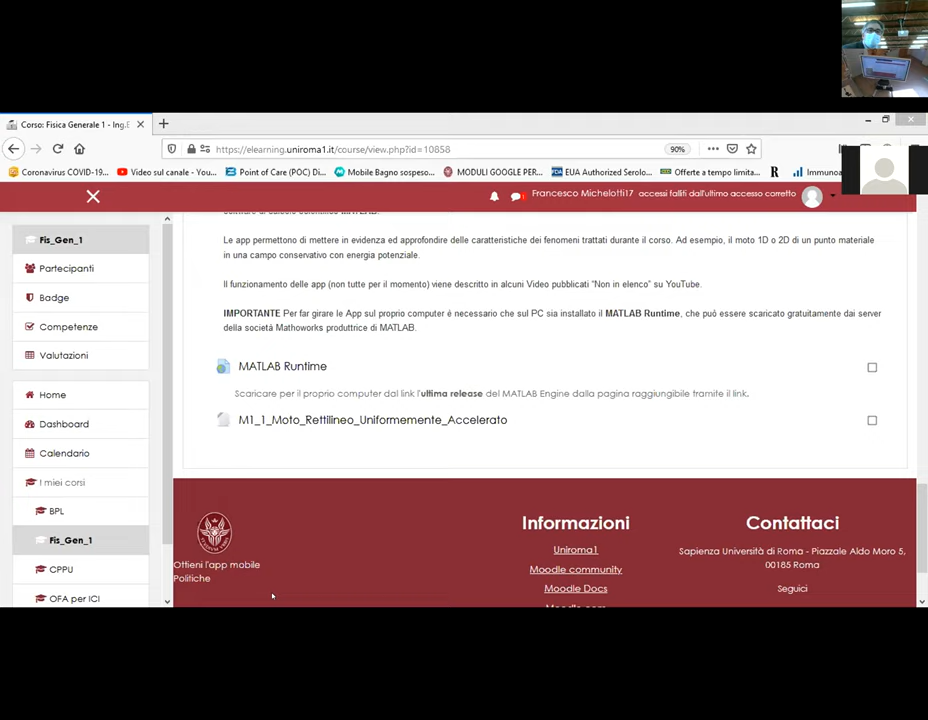 Corso: Fisica Generale 1 - Ing.E
https://elearning.uniroma1.it/course/view.php?id=10858
90%
Coronavirus COVID-19...
Video sul canale - You...
Point of Care (POC) Di...
Mobile Bagno sospeso...
MODULI GOOGLE PER...
EUA Authorized Serolo...
Offerte a tempo limita...
Immunoa
Francesco Michelotti17 accessi falliti dall'ultimo accesso corretto
Fis_Gen_1
Partecipanti
Badge
Competenze
Valutazioni
Home
Dashboard
Calendario
I miei corsi
BPL
Fis_Gen_1
CPPU
OFA per ICI
Le app permettono di mettere in evidenza ed approfondire delle caratteristiche dei fenomeni trattati durante il corso. Ad esempio, il moto 1D o 2D di un punto materiale
in una campo conservativo con energia potenziale.
Il funzionamento delle app (non tutte per il momento) viene descritto in alcuni Video pubblicati "Non in elenco" su YouTube.
IMPORTANTE Per far girare le App sul proprio computer è necessario che sul PC sia installato il MATLAB Runtime, che può essere scaricato gratuitamente dai server
della società Mathoworks produttrice di MATLAB.
MATLAB Runtime
Scaricare per il proprio computer dal link l'ultima release del MATLAB Engine dalla pagina raggiungibile tramite il link.
M1_1_Moto_Rettilineo_Uniformemente_Accelerato
Ottieni l'app mobile
Politiche
Informazioni
Uniroma1
Moodle community
Moodle Docs
Moodle.com
Contattaci
Sapienza Università di Roma - Piazzale Aldo Moro 5,
00185 Roma
Seguici